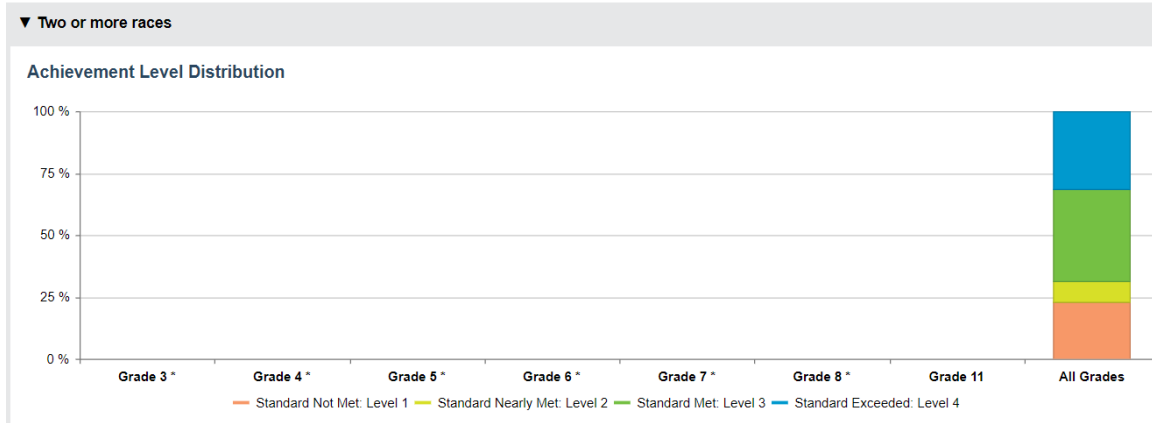 ▼ Two or more races
Achievement Level Distribution
100 %
75 %
50 %
25 %
0 %
Grade 3 * Grade 4 * Grade 5 * Grade 6 * Grade 7 * Grade 8 * Grade 11 All Grades
Standard Not Met: Level 1 Standard Nearly Met: Level 2 Standard Met: Level 3 Standard Exceeded: Level 4